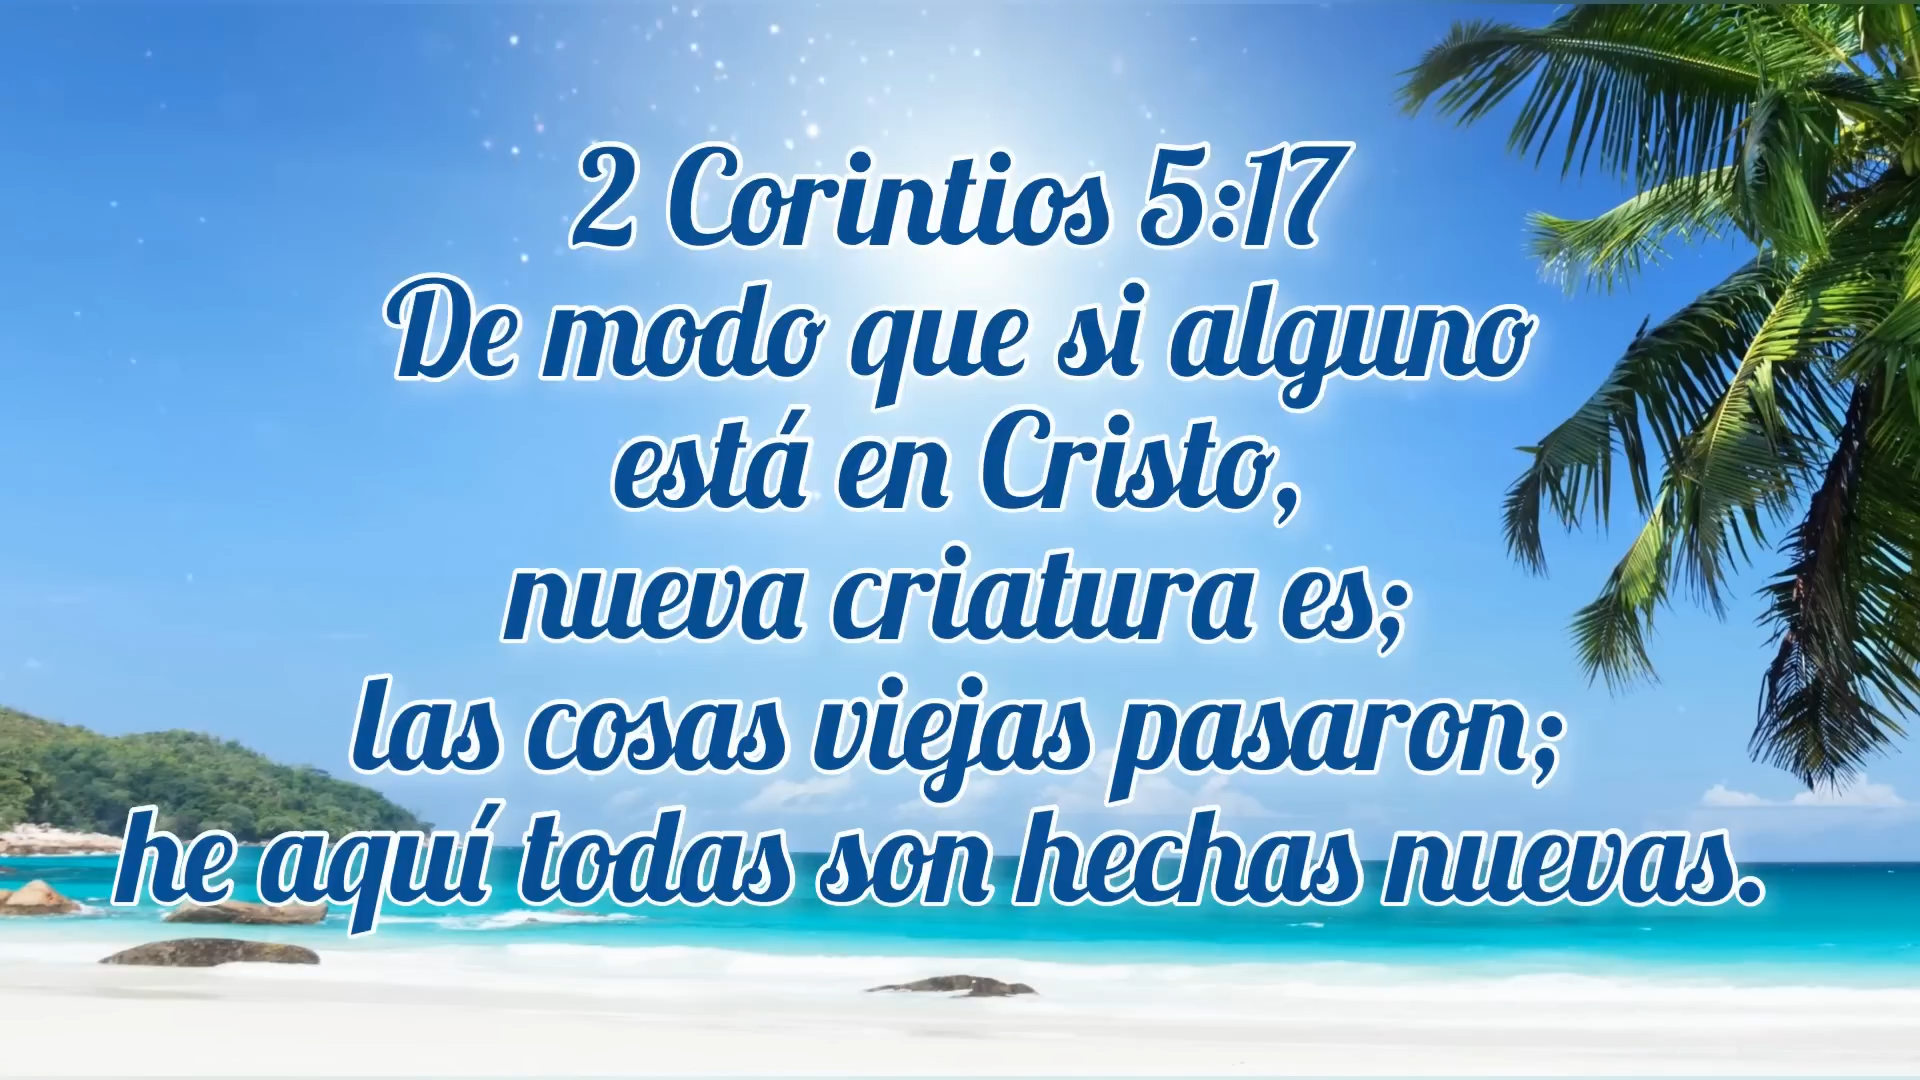 2 Corintios 5:17
De modo que si alguno
está en Cristo,
nueva criatura es;
las cosas viejas pasaron;
he aquí todas son hechas nuevas.